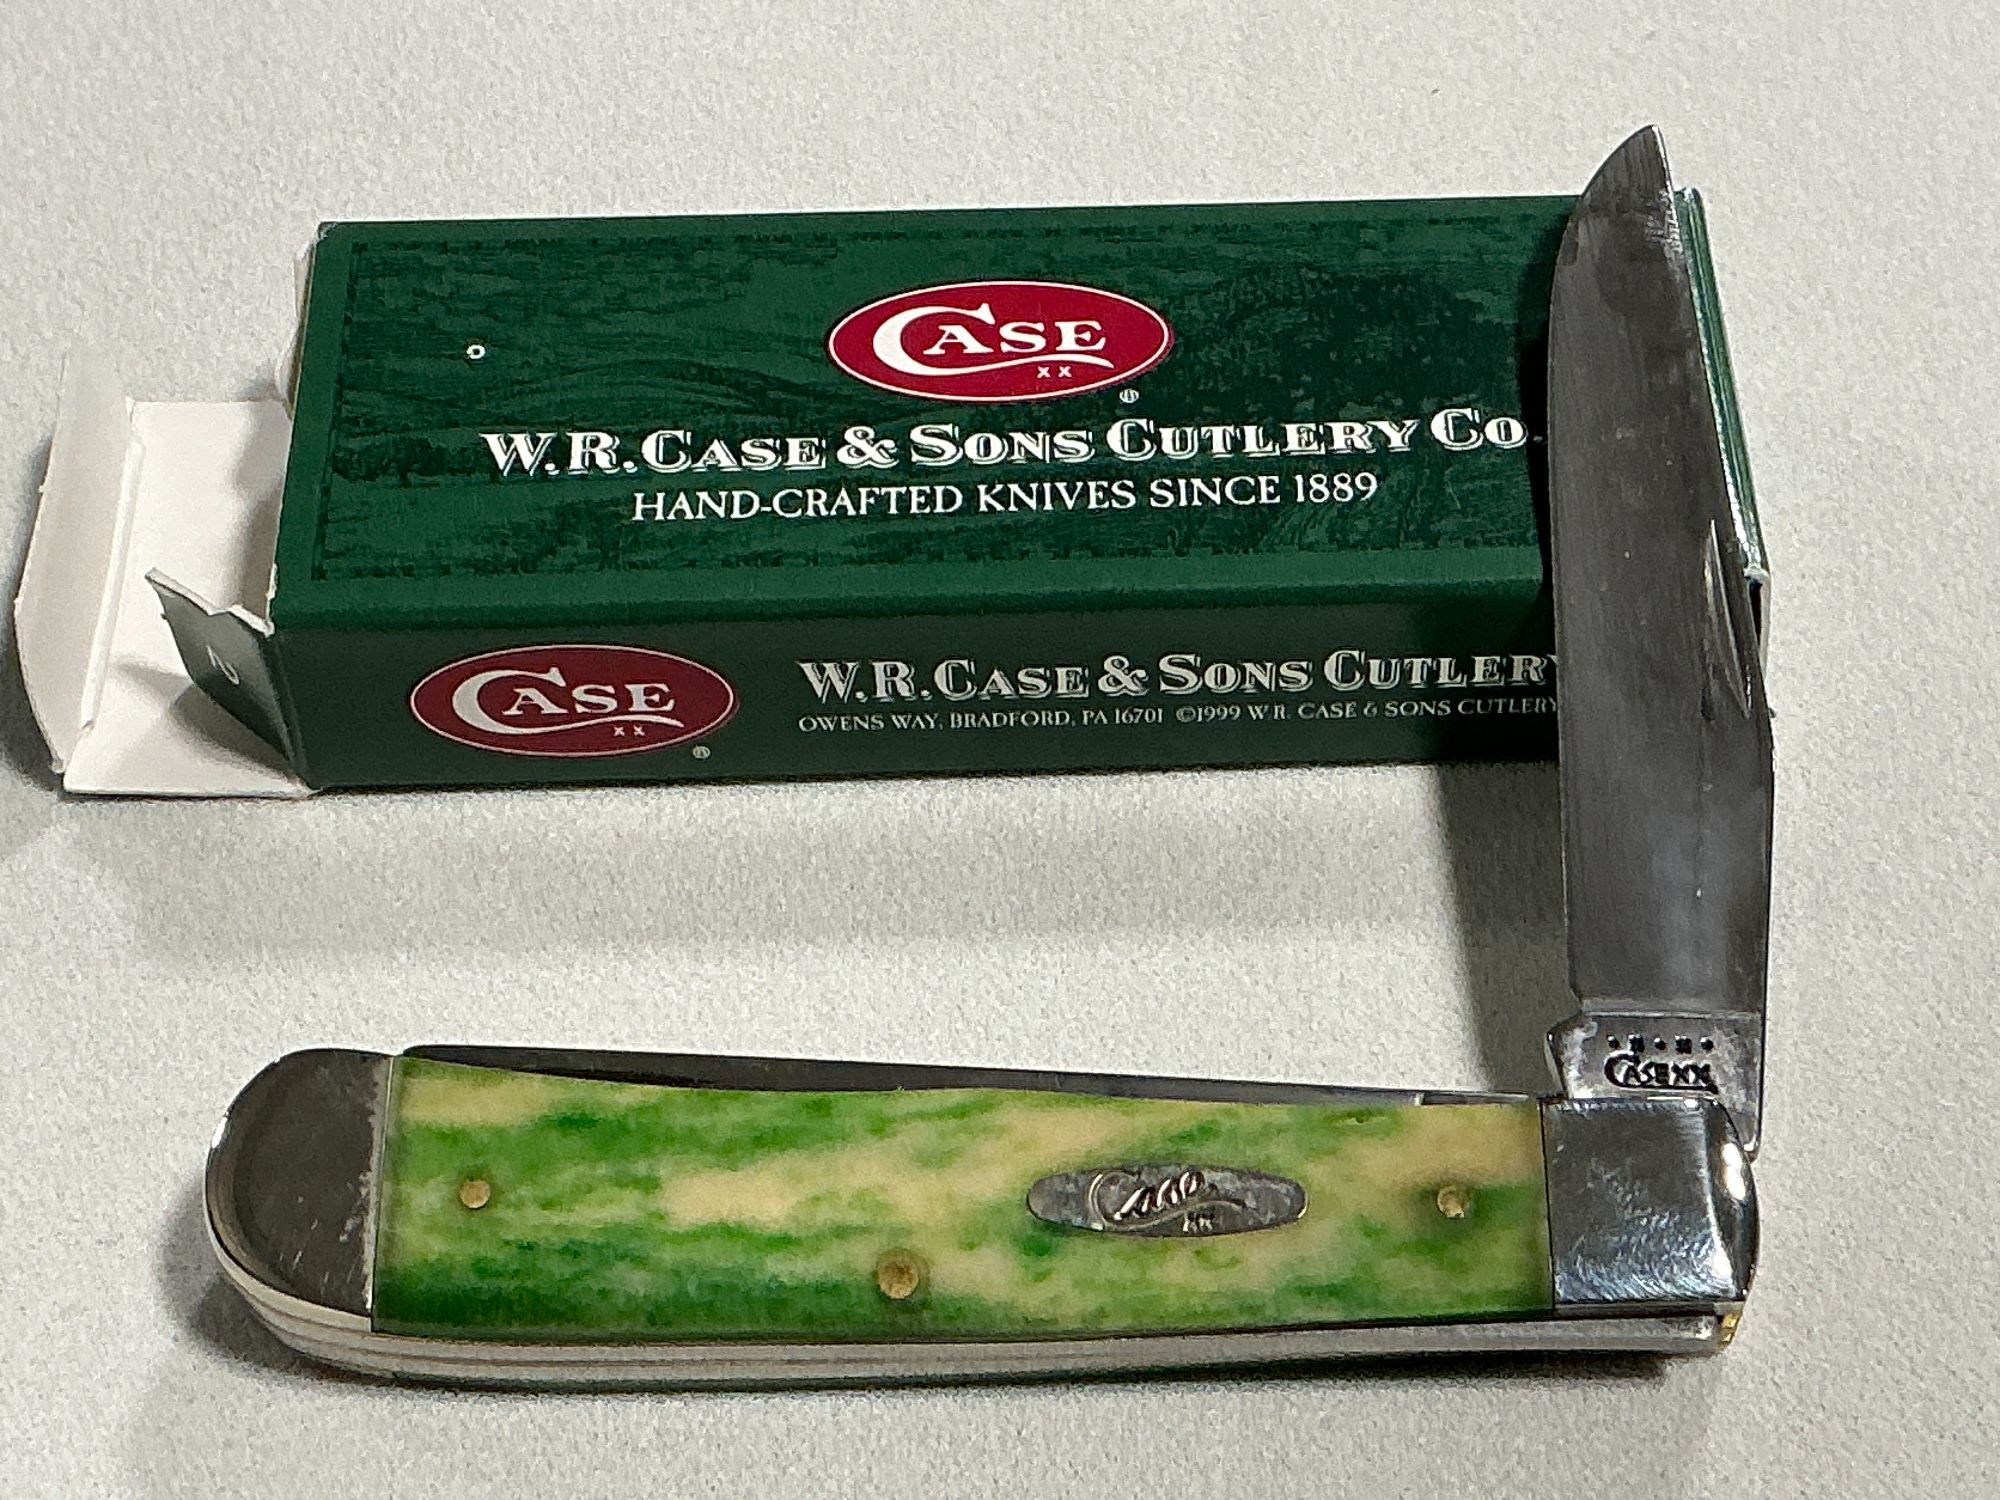 CASE
XX
®
W.R. CASE & SONS CUTLERY CO.
HAND-CRAFTED KNIVES SINCE 1889
CASE
XX
®
W.R. CASE & SONS CUTLERY
OWENS WAY, BRADFORD, PA 16701 ©1999 W.R. CASE & SONS CUTLERY
CASE XX
Case
XX